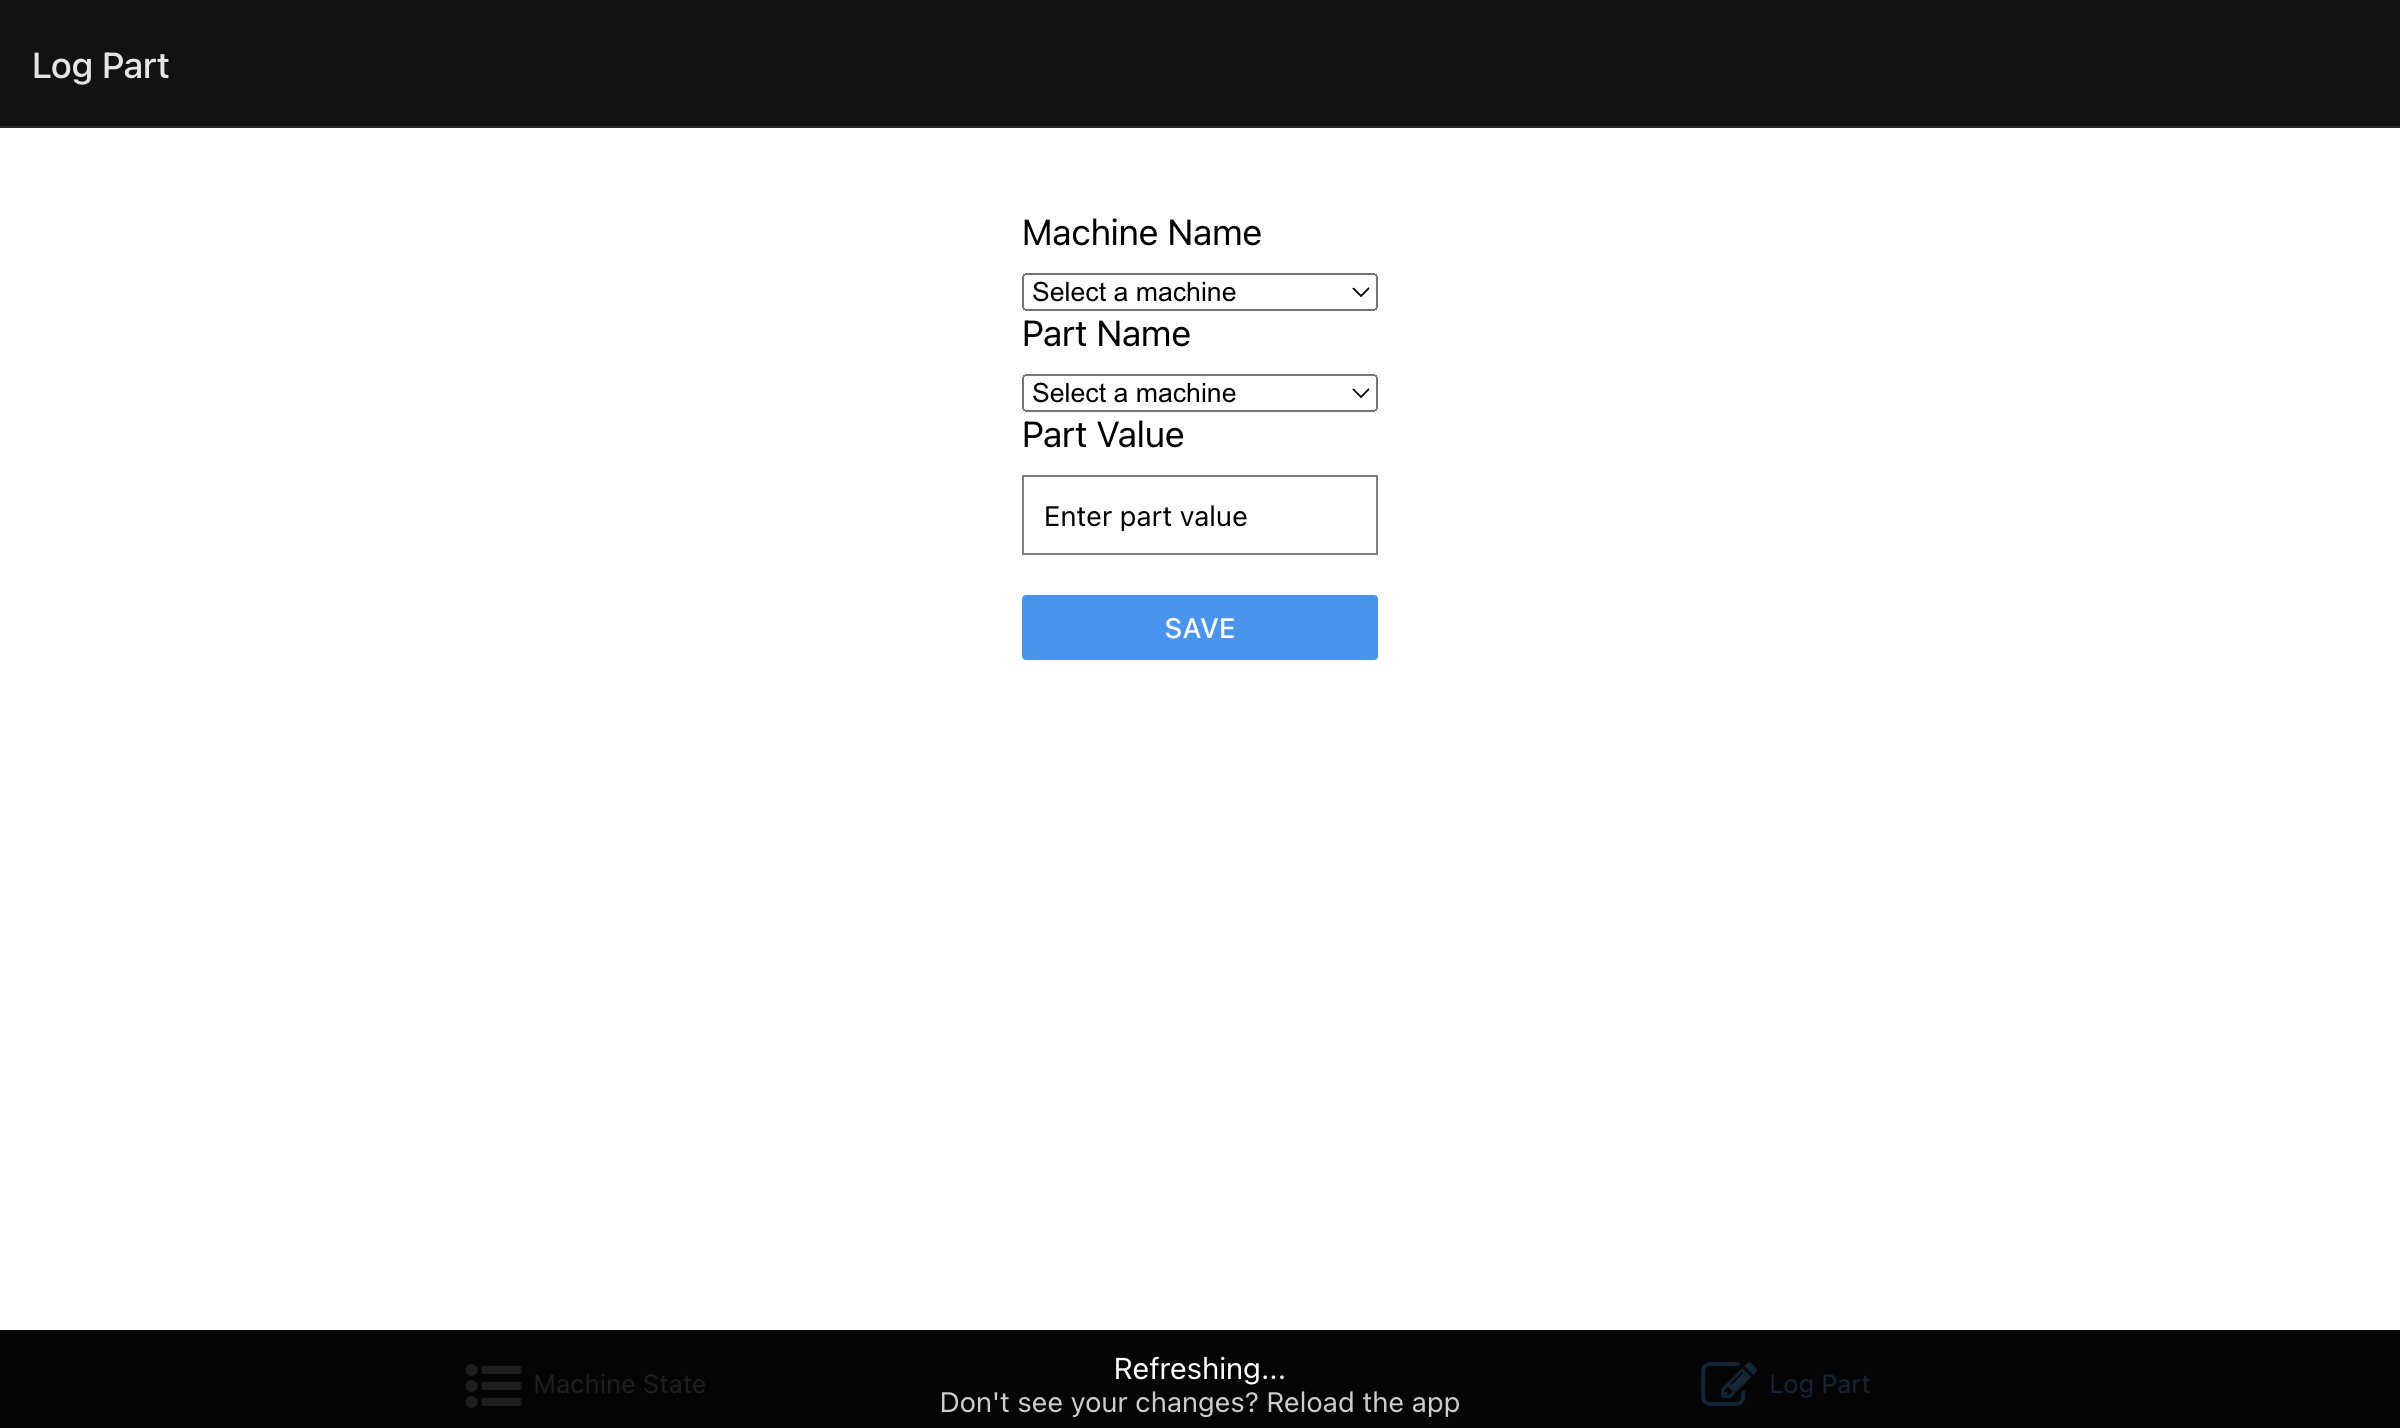 Log Part
Machine Name
Select a machine
Part Name
Select a machine
Part Value
Enter part value
SAVE
Machine State
Refreshing...
Don't see your changes? Reload the app
Log Part